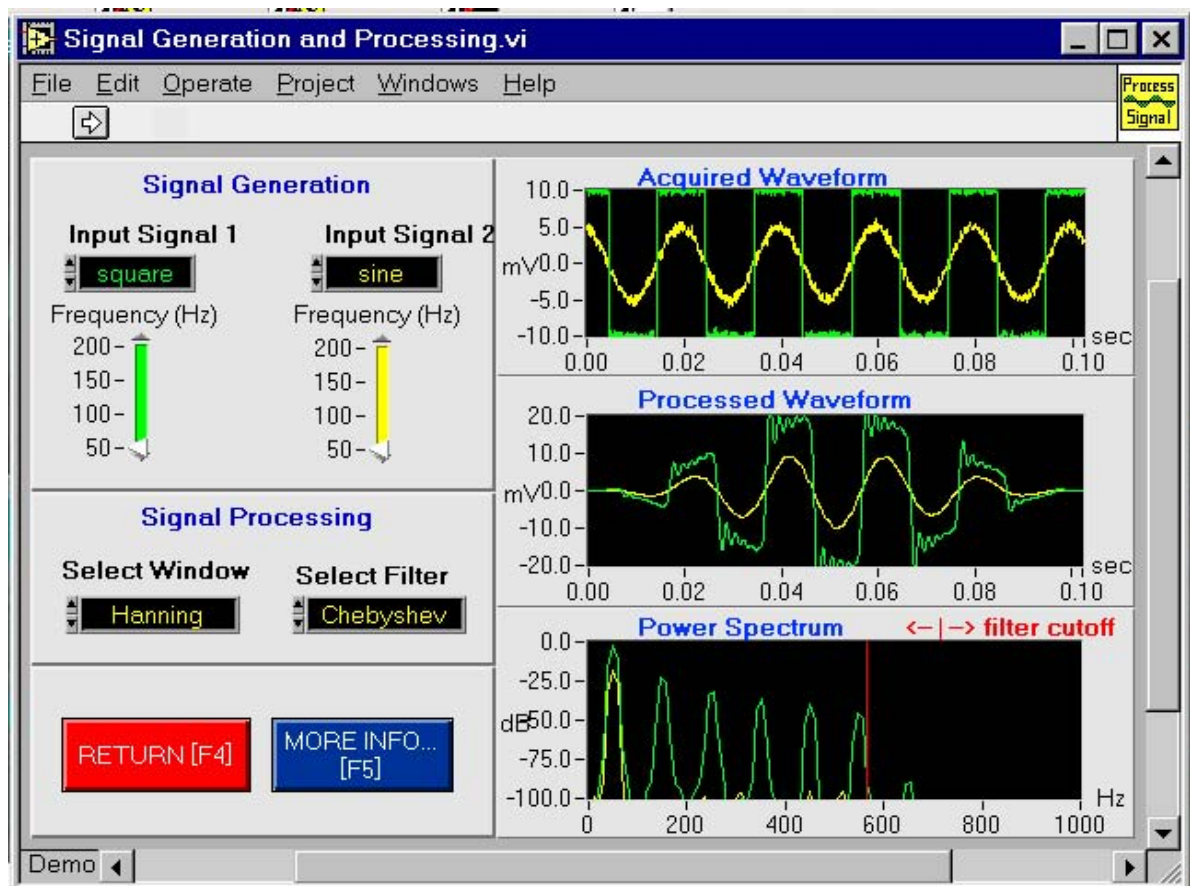 Signal Generation and Processing.vi
File Edit Operate Project Windows Help
Process
Signal
Signal Generation
Input Signal 1
Input Signal 2
square
sine
Frequency (Hz)
Frequency (Hz)
200
150
100
50
200
150
100
50
Signal Processing
Select Window
Select Filter
Hanning
Chebyshev
RETURN [F4]
MORE INFO...
[F5]
Acquired Waveform
10.0
5.0
mV 0.0
-5.0
-10.0
sec
0.00 0.02 0.04 0.06 0.08 0.10
Processed Waveform
20.0
10.0
mV 0.0
-10.0
-20.0
sec
0.00 0.02 0.04 0.06 0.08 0.10
Power Spectrum <-|-> filter cutoff
0.0
-25.0
dB -50.0
-75.0
-100.0
Hz
0 200 400 600 800 1000
Demo